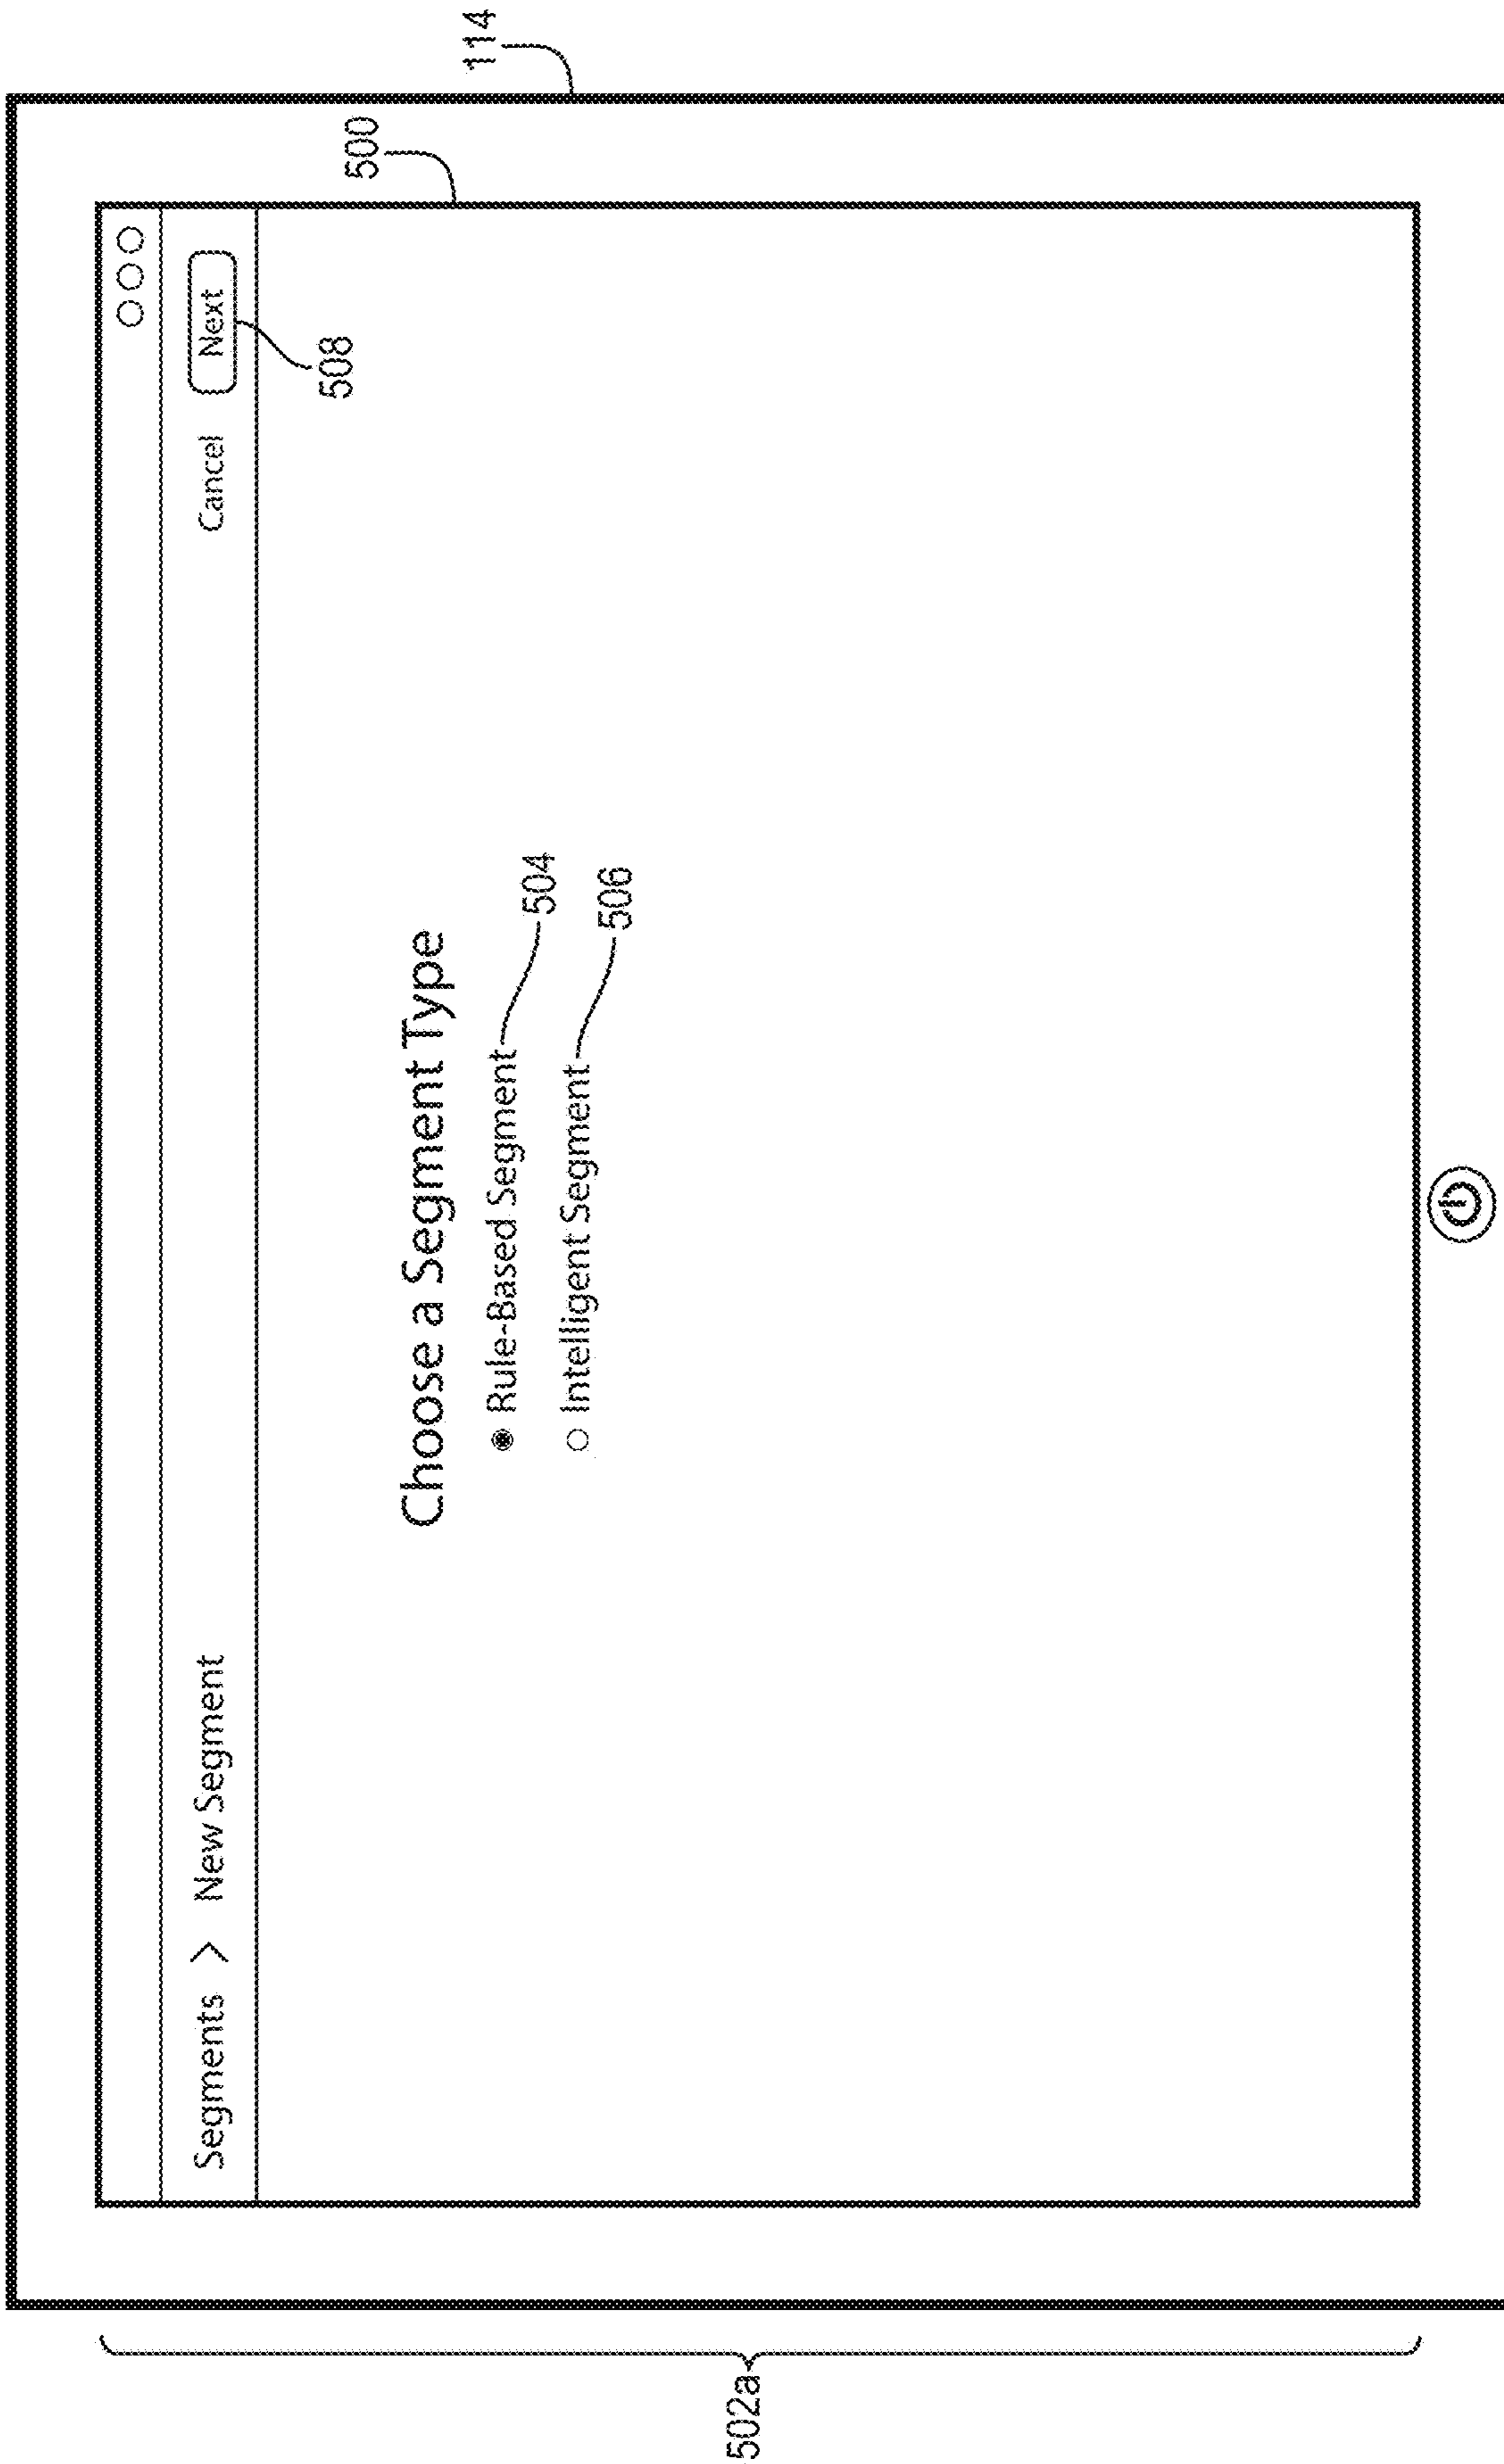 114
500
Segments > New Segment Cancel Next
508
Choose a Segment Type
Rule-Based Segment 504
Intelligent Segment 506
502a